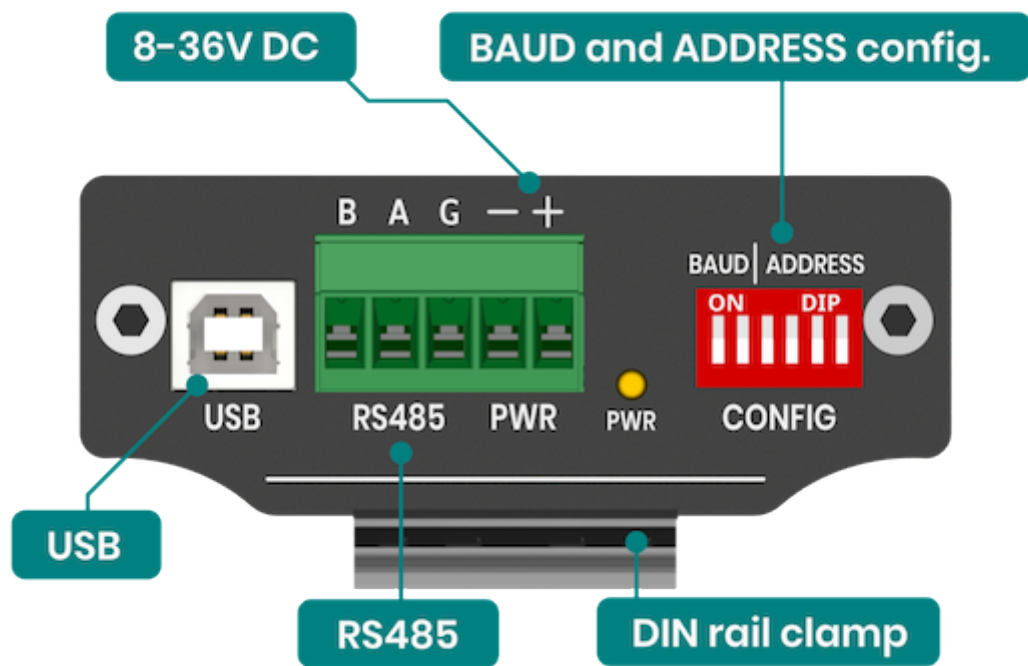 8-36V DC
BAUD and ADDRESS config.
B A G − +
BAUD | ADDRESS
ON DIP
USB
RS485 PWR
PWR
CONFIG
USB
RS485
DIN rail clamp